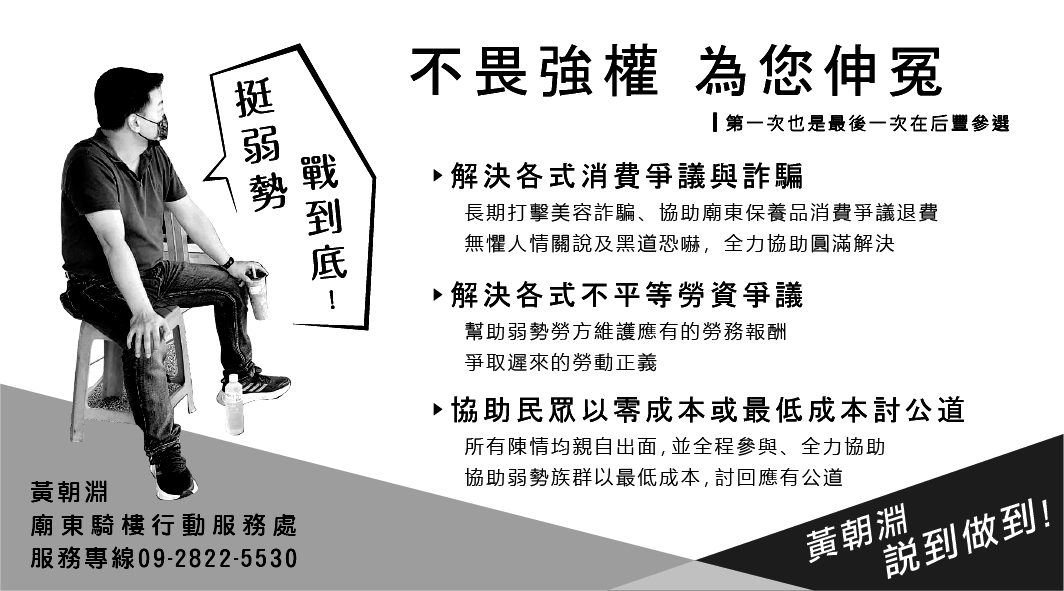 不畏強權 為您伸冤
第一次也是最後一次在后豐參選
挺弱勢
戰到底!
解決各式消費爭議與詐騙
長期打擊美容詐騙、協助廟東保養品消費爭議退費
無懼人情關說及黑道恐嚇,全力協助圓滿解決
解決各式不平等勞資爭議
幫助弱勢勞方維護應有的勞務報酬
爭取遲來的勞動正義
協助民眾以零成本或最低成本討公道
所有陳情均親自出面,並全程參與、全力協助
協助弱勢族群以最低成本,討回應有公道
黃朝淵
廟東騎樓行動服務處
服務專線09-2822-5530
黃朝淵
說到做到!